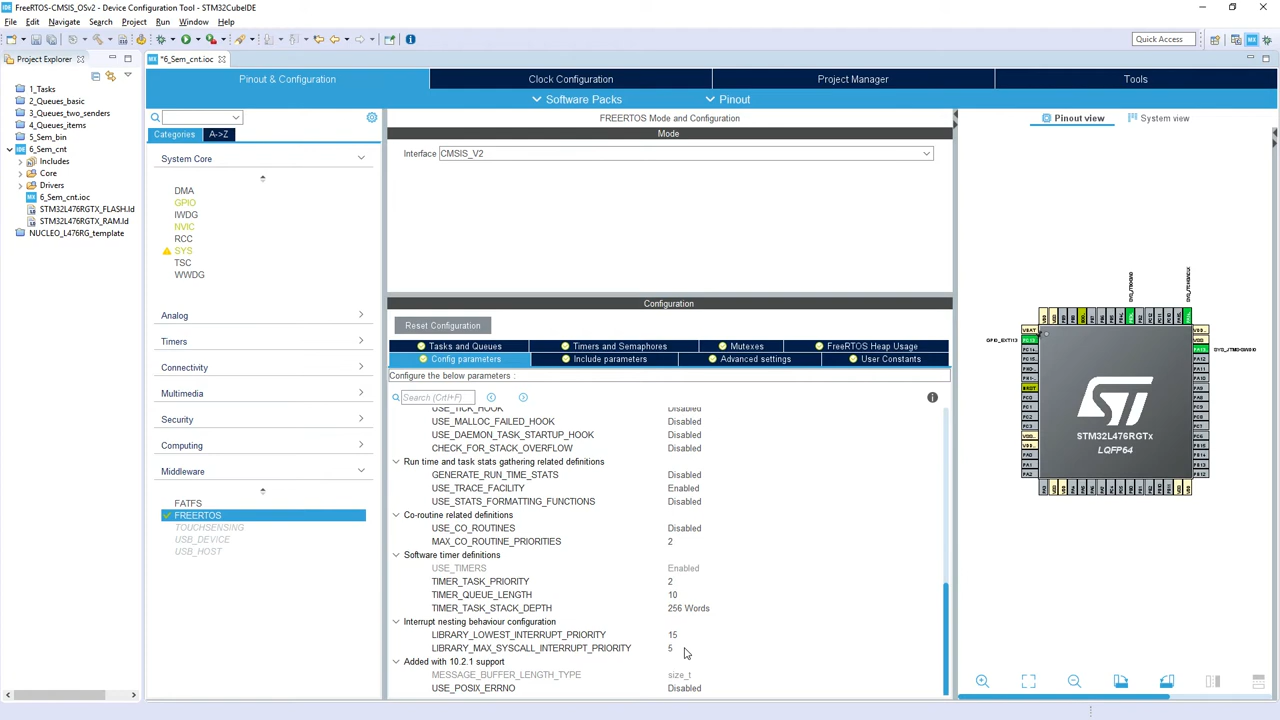 FreeRTOS-CMSIS_OSv2 - Device Configuration Tool - STM32CubeIDE
File Edit Navigate Search Project Run Window Help
Quick Access
Project Explorer
*6_Sem_cnt.ioc
1_Tasks
2_Queues_basic
3_Queues_two_senders
4_Queues_items
5_Sem_bin
6_Sem_cnt
Includes
Core
Drivers
6_Sem_cnt.ioc
STM32L476RGTX_FLASH.ld
STM32L476RGTX_RAM.ld
NUCLEO_L476RG_template
Pinout & Configuration
Clock Configuration
Project Manager
Tools
Software Packs
Pinout
Categories
A->Z
System Core
DMA
GPIO
IWDG
NVIC
RCC
SYS
TSC
WWDG
Analog
Timers
Connectivity
Multimedia
Security
Computing
Middleware
FATFS
FREERTOS
TOUCHSENSING
USB_DEVICE
USB_HOST
FREERTOS Mode and Configuration
Mode
Interface CMSIS_V2
Configuration
Reset Configuration
Tasks and Queues
Timers and Semaphores
Mutexes
FreeRTOS Heap Usage
Config parameters
Include parameters
Advanced settings
User Constants
Configure the below parameters :
Search (Crtl+F)
USE_TICK_HOOK Disabled
USE_MALLOC_FAILED_HOOK Disabled
USE_DAEMON_TASK_STARTUP_HOOK Disabled
CHECK_FOR_STACK_OVERFLOW Disabled
Run time and task stats gathering related definitions
GENERATE_RUN_TIME_STATS Disabled
USE_TRACE_FACILITY Enabled
USE_STATS_FORMATTING_FUNCTIONS Disabled
Co-routine related definitions
USE_CO_ROUTINES Disabled
MAX_CO_ROUTINE_PRIORITIES 2
Software timer definitions
USE_TIMERS Enabled
TIMER_TASK_PRIORITY 2
TIMER_QUEUE_LENGTH 10
TIMER_TASK_STACK_DEPTH 256 Words
Interrupt nesting behaviour configuration
LIBRARY_LOWEST_INTERRUPT_PRIORITY 15
LIBRARY_MAX_SYSCALL_INTERRUPT_PRIORITY 5
Added with 10.2.1 support
MESSAGE_BUFFER_LENGTH_TYPE size_t
USE_POSIX_ERRNO Disabled
Pinout view
System view
GPIO_EXTI13
VBAT
STM32L476RGTx
LQFP64